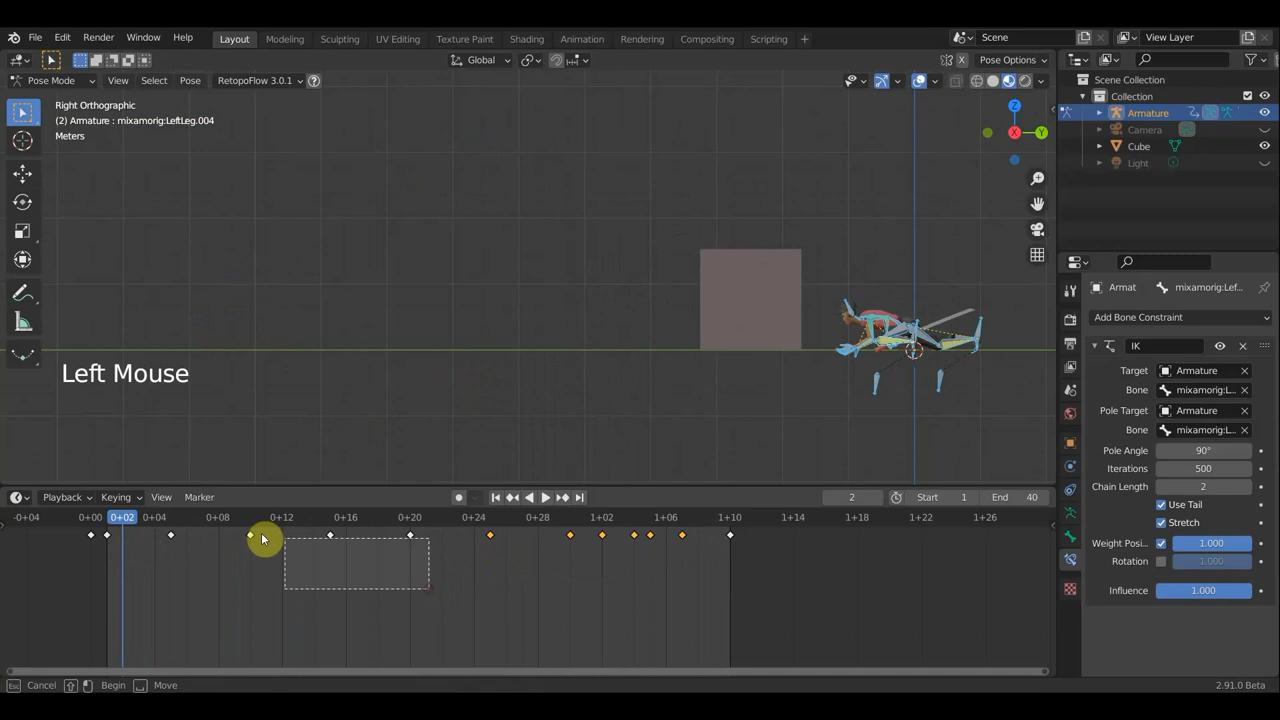 File Edit Render Window Help Layout Modeling Sculpting UV Editing Texture Paint Shading Animation Rendering Compositing Scripting + Scene View Layer
Global X Pose Options
Pose Mode View Select Pose RetopoFlow 3.0.1 ?
Scene Collection
Collection
Armature
Camera
Cube
Light
Right Orthographic
(2) Armature : mixamorig:LeftLeg.004
Meters
Z
X
Y
Left Mouse
Armat mixamorig:Lef...
Add Bone Constraint
IK
Target Armature
Bone mixamorig:L...
Pole Target Armature
Bone mixamorig:L...
Pole Angle 90°
Iterations 500
Chain Length 2
Use Tail
Stretch
Weight Posi... 1.000
Rotation 1.000
Influence 1.000
Playback Keying View Marker 2 Start 1 End 40
-0+04 0+00 0+02 0+04 0+08 0+12 0+16 0+20 0+24 0+28 1+02 1+06 1+10 1+14 1+18 1+22 1+26
Esc Cancel Begin Move 2.91.0 Beta